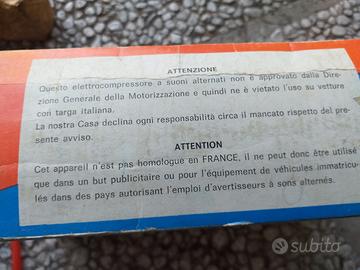 ATTENZIONE
Questo elettrocompressore a suoni alternati non è approvato dalla Dire-
zione Generale della Motorizzazione e quindi ne è vietato l'uso su vetture
con targa italiana.
La nostra Casa declina ogni responsabilità circa il mancato rispetto del pre-
sente avviso.
ATTENTION
Cet appareil n'est pas homologue en FRANCE, il ne peut donc être utilisé
que dans un but publicitaire ou pour l'équipement de véhicules immatricu-
lés dans des pays autorisant l'emploi d'avertisseurs à sons alternés.
subito